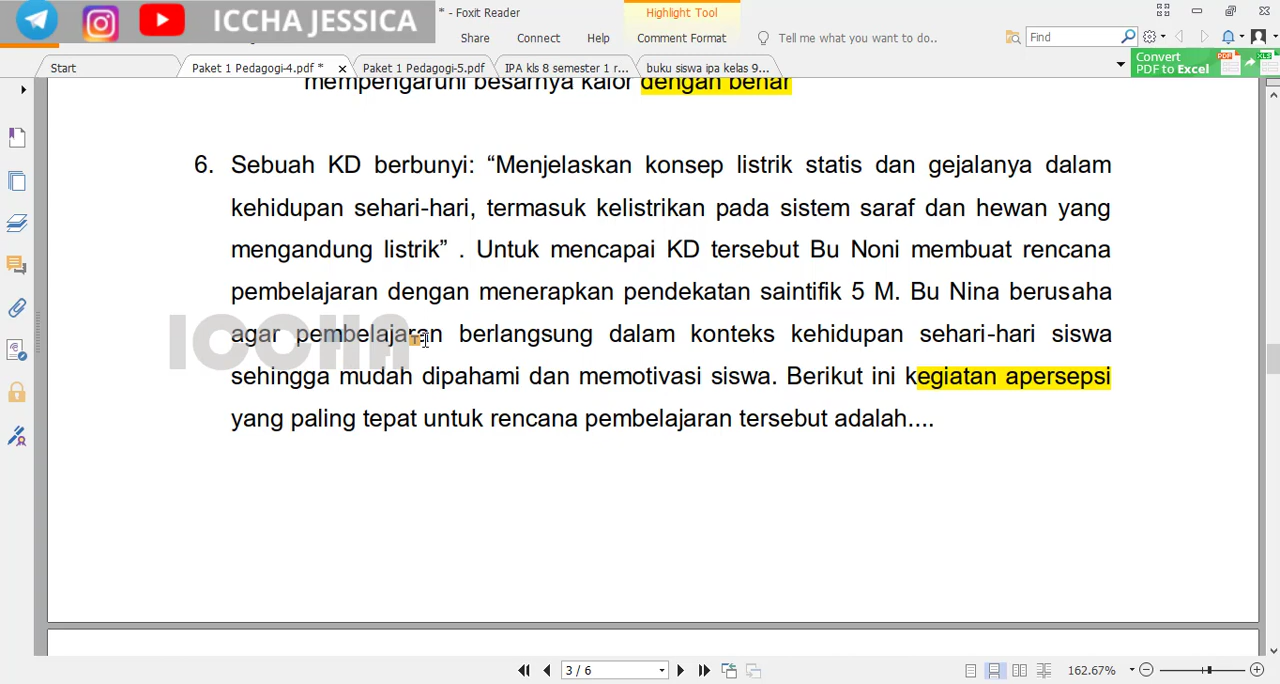 ICCHA JESSICA
* - Foxit Reader
Highlight Tool
Share Connect Help Comment Format Tell me what you want to do.. Find
Start Paket 1 Pedagogi-4.pdf * Paket 1 Pedagogi-5.pdf IPA kls 8 semester 1 r... buku siswa ipa kelas 9...
Convert
PDF to Excel
mempengaruhi besarnya kalor dengan benar
6. Sebuah KD berbunyi: “Menjelaskan konsep listrik statis dan gejalanya dalam
kehidupan sehari-hari, termasuk kelistrikan pada sistem saraf dan hewan yang
mengandung listrik” . Untuk mencapai KD tersebut Bu Noni membuat rencana
pembelajaran dengan menerapkan pendekatan saintifik 5 M. Bu Nina berusaha
agar pembelajaran berlangsung dalam konteks kehidupan sehari-hari siswa
ICCHA
sehingga mudah dipahami dan memotivasi siswa. Berikut ini kegiatan apersepsi
yang paling tepat untuk rencana pembelajaran tersebut adalah....
3 / 6
162.67%